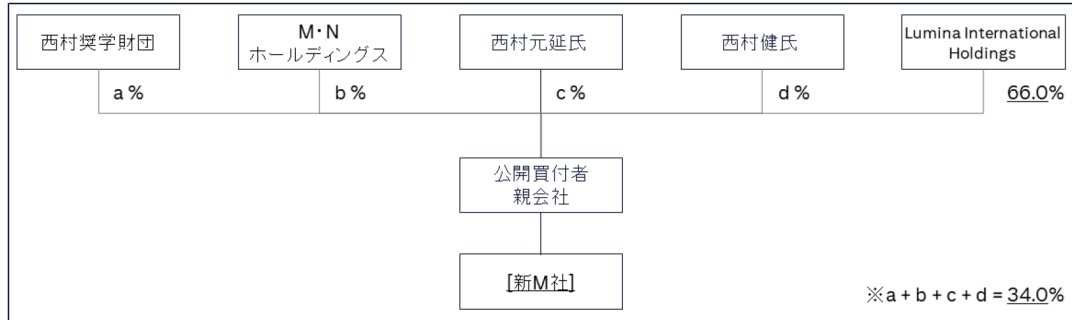 西村奨学財団
M･N
ホールディングス
西村元延氏
西村健氏
Lumina International
Holdings
a %
b %
c %
d %
66.0%
公開買付者
親会社
[新M社]
※a + b + c + d = 34.0%